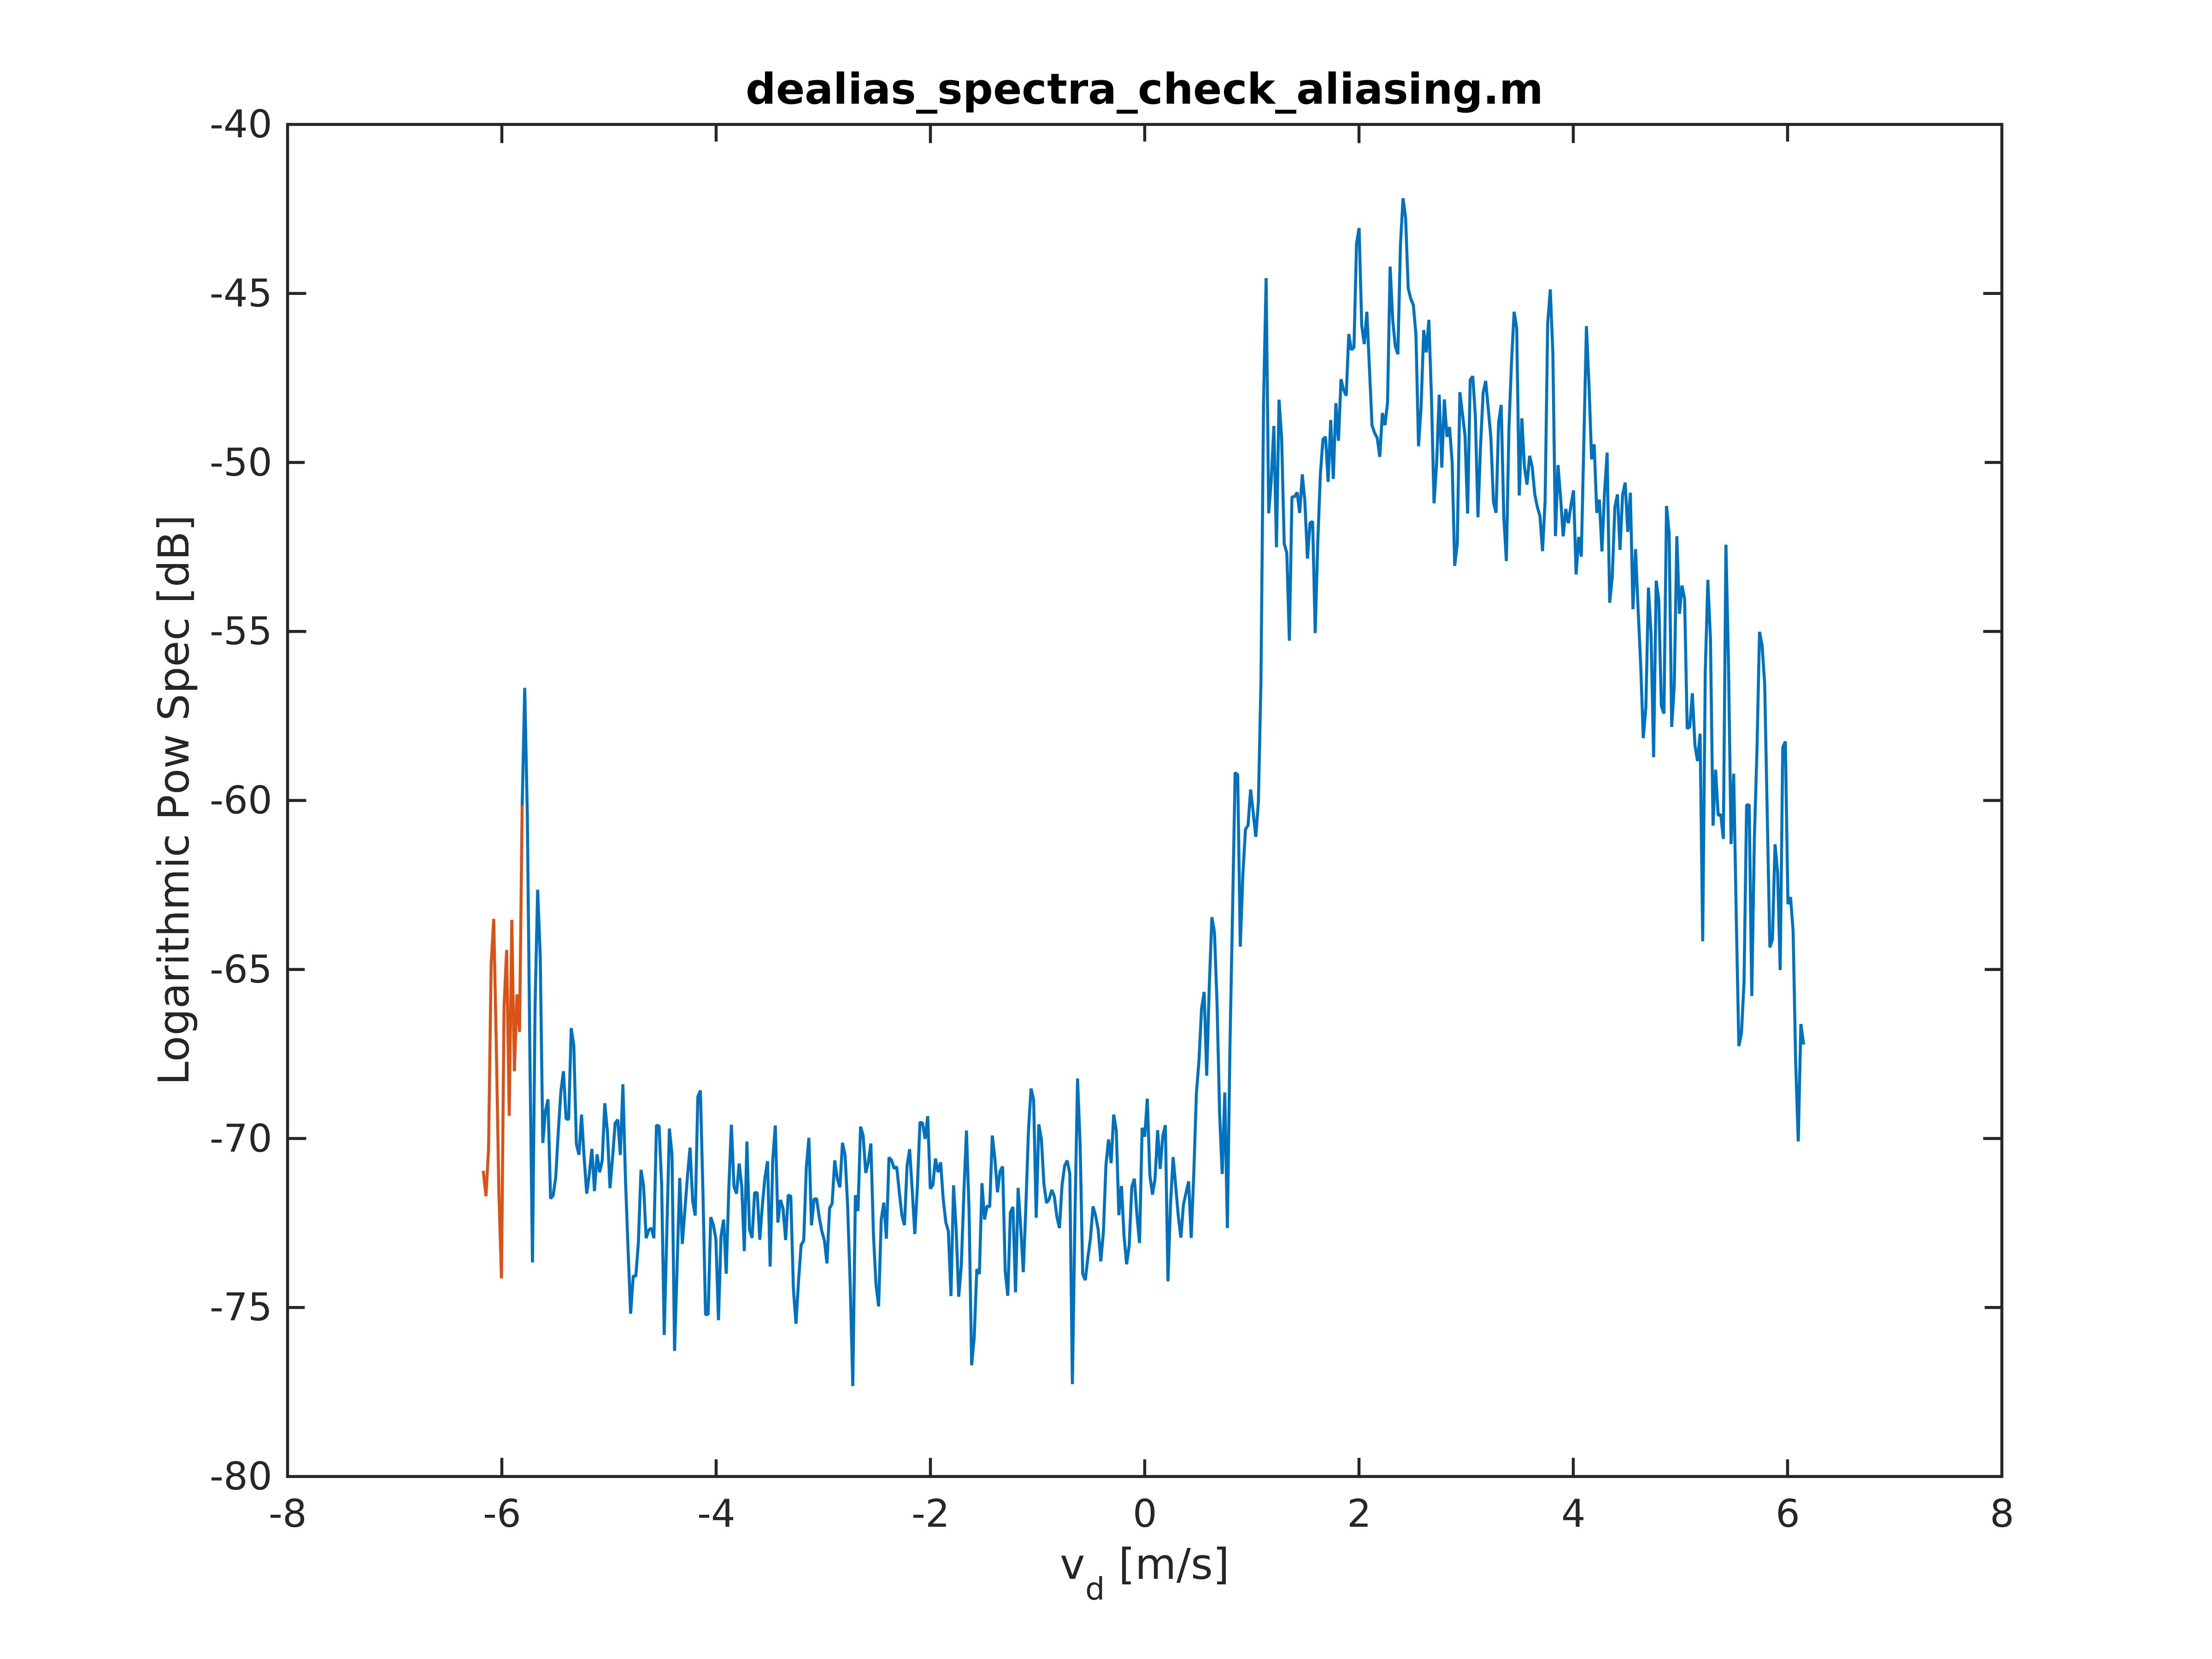 dealias_spectra_check_aliasing.m
-40
-45
-50
-55
-60
-65
-70
-75
-80
Logarithmic Pow Spec [dB]
-8 -6 -4 -2 0 2 4 6 8
v_d [m/s]